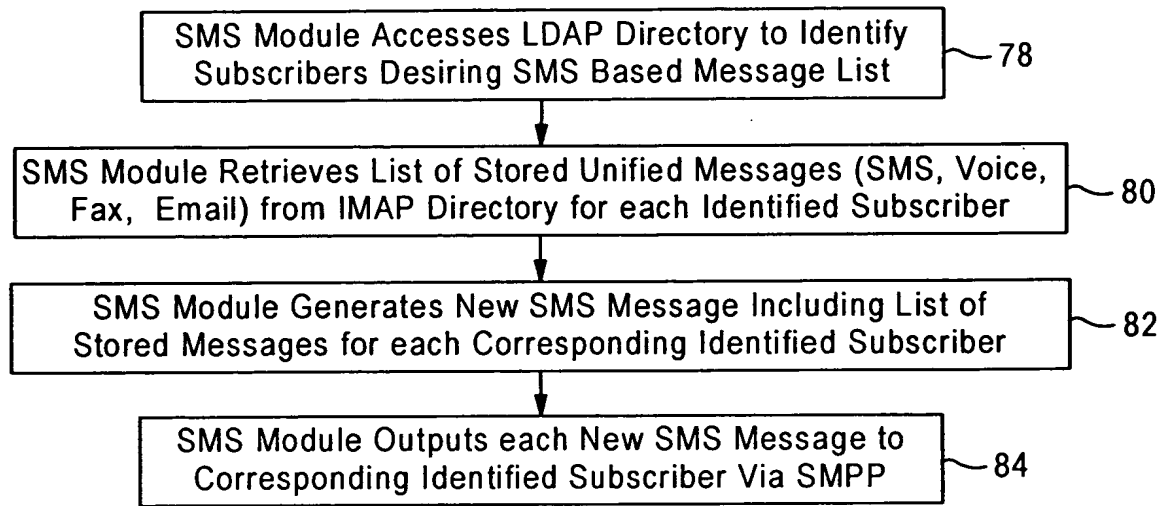 SMS Module Accesses LDAP Directory to Identify
Subscribers Desiring SMS Based Message List
78
SMS Module Retrieves List of Stored Unified Messages (SMS, Voice,
Fax, Email) from IMAP Directory for each Identified Subscriber
80
SMS Module Generates New SMS Message Including List of
Stored Messages for each Corresponding Identified Subscriber
82
SMS Module Outputs each New SMS Message to
Corresponding Identified Subscriber Via SMPP
84